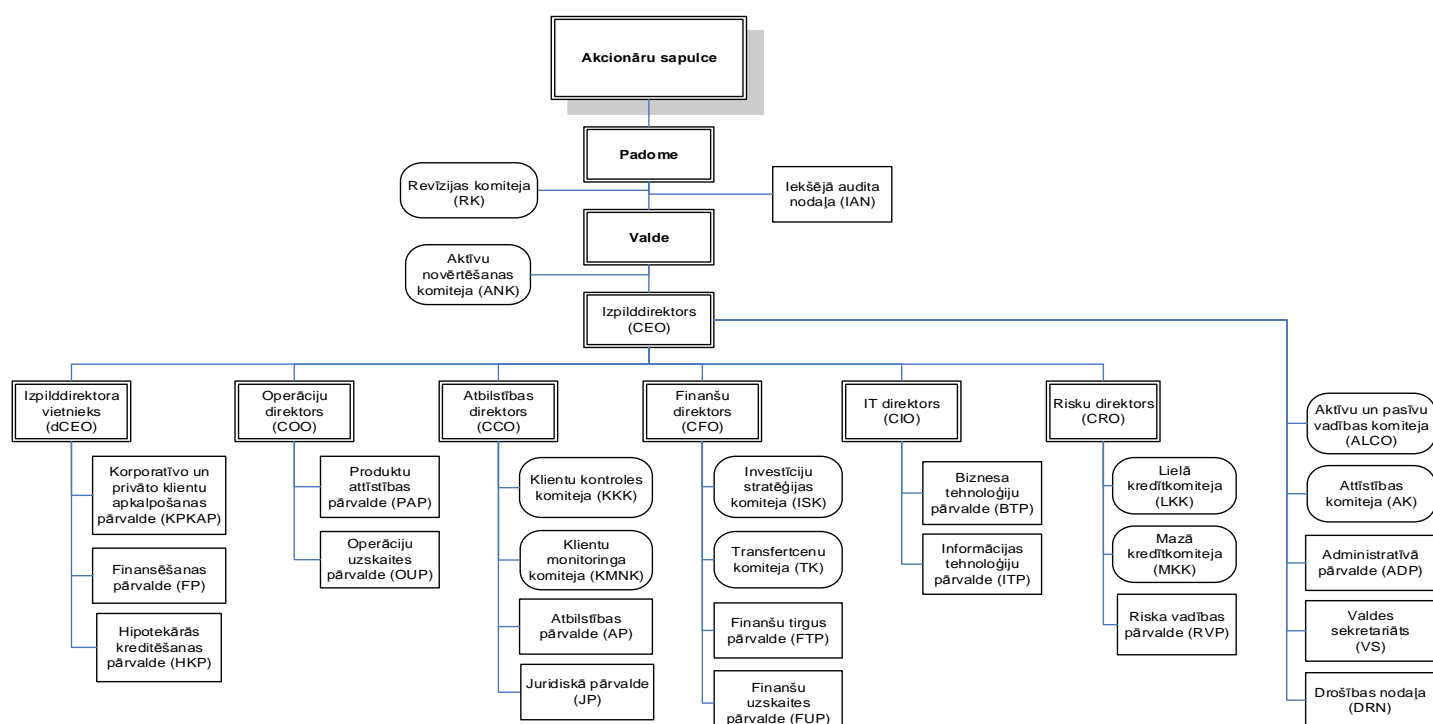 Akcionāru sapulce
Padome
Revīzijas komiteja
(RK)
Iekšējā audita
nodaļa (IAN)
Valde
Aktīvu
novērtēšanas
komiteja (ANK)
Izpilddirektors
(CEO)
Izpilddirektora
vietnieks
(dCEO)
Operāciju
direktors
(COO)
Atbilstības
direktors
(CCO)
Finanšu
direktors
(CFO)
IT direktors
(CIO)
Risku direktors
(CRO)
Aktīvu un pasīvu
vadības komiteja
(ALCO)
Korporatīvo un
privāto klientu
apkalpošanas
pārvalde (KPKAP)
Produktu
attīstības
pārvalde (PAP)
Klientu kontroles
komiteja (KKK)
Investīciju
stratēģijas
komiteja (ISK)
Biznesa
tehnoloģiju
pārvalde (BTP)
Lielā
kredītkomiteja
(LKK)
Attīstības
komiteja (AK)
Finansēšanas
pārvalde (FP)
Operāciju
uzskaites
pārvalde (OUP)
Klientu
monitoringa
komiteja (KMNK)
Transfertcenu
komiteja (TK)
Informācijas
tehnoloģiju
pārvalde (ITP)
Mazā
kredītkomiteja
(MKK)
Administratīvā
pārvalde (ADP)
Hipotekārās
kreditēšanas
pārvalde (HKP)
Atbilstības
pārvalde (AP)
Finanšu tirgus
pārvalde (FTP)
Riska vadības
pārvalde (RVP)
Valdes
sekretariāts
(VS)
Juridiskā pārvalde
(JP)
Finanšu
uzskaites
pārvalde (FUP)
Drošības nodaļa
(DRN)